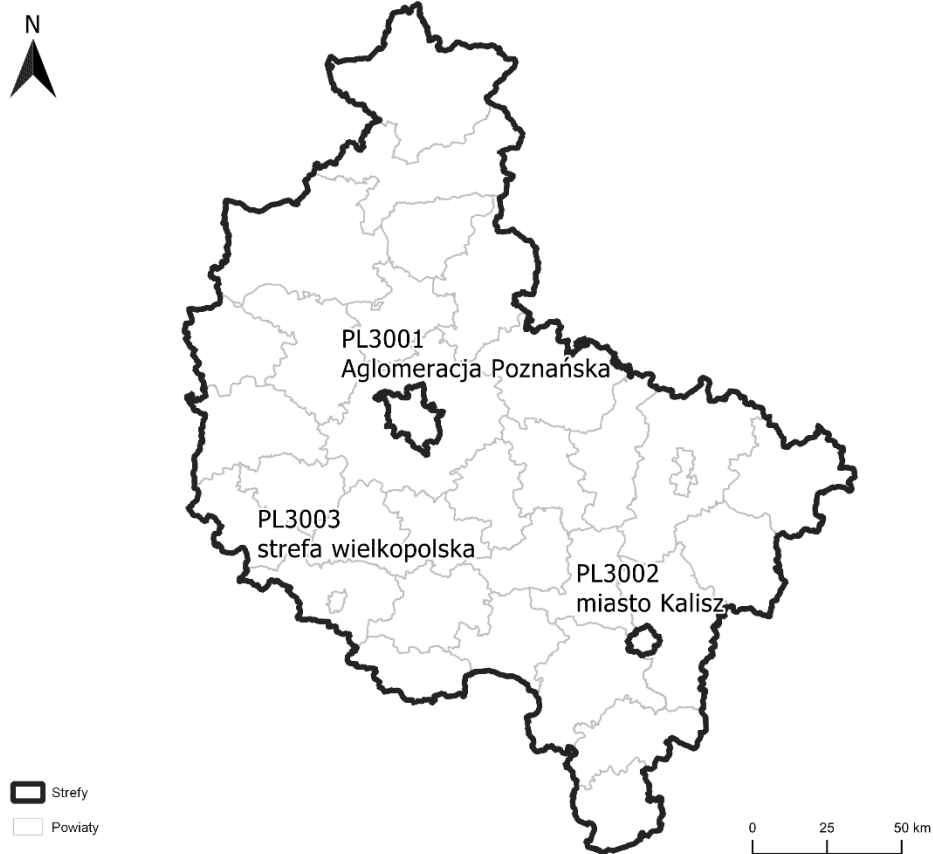 N
PL3001
Aglomeracja Poznańska
PL3003
strefa wielkopolska
PL3002
miasto Kalisz
Strefy
Powiaty
0 25 50 km